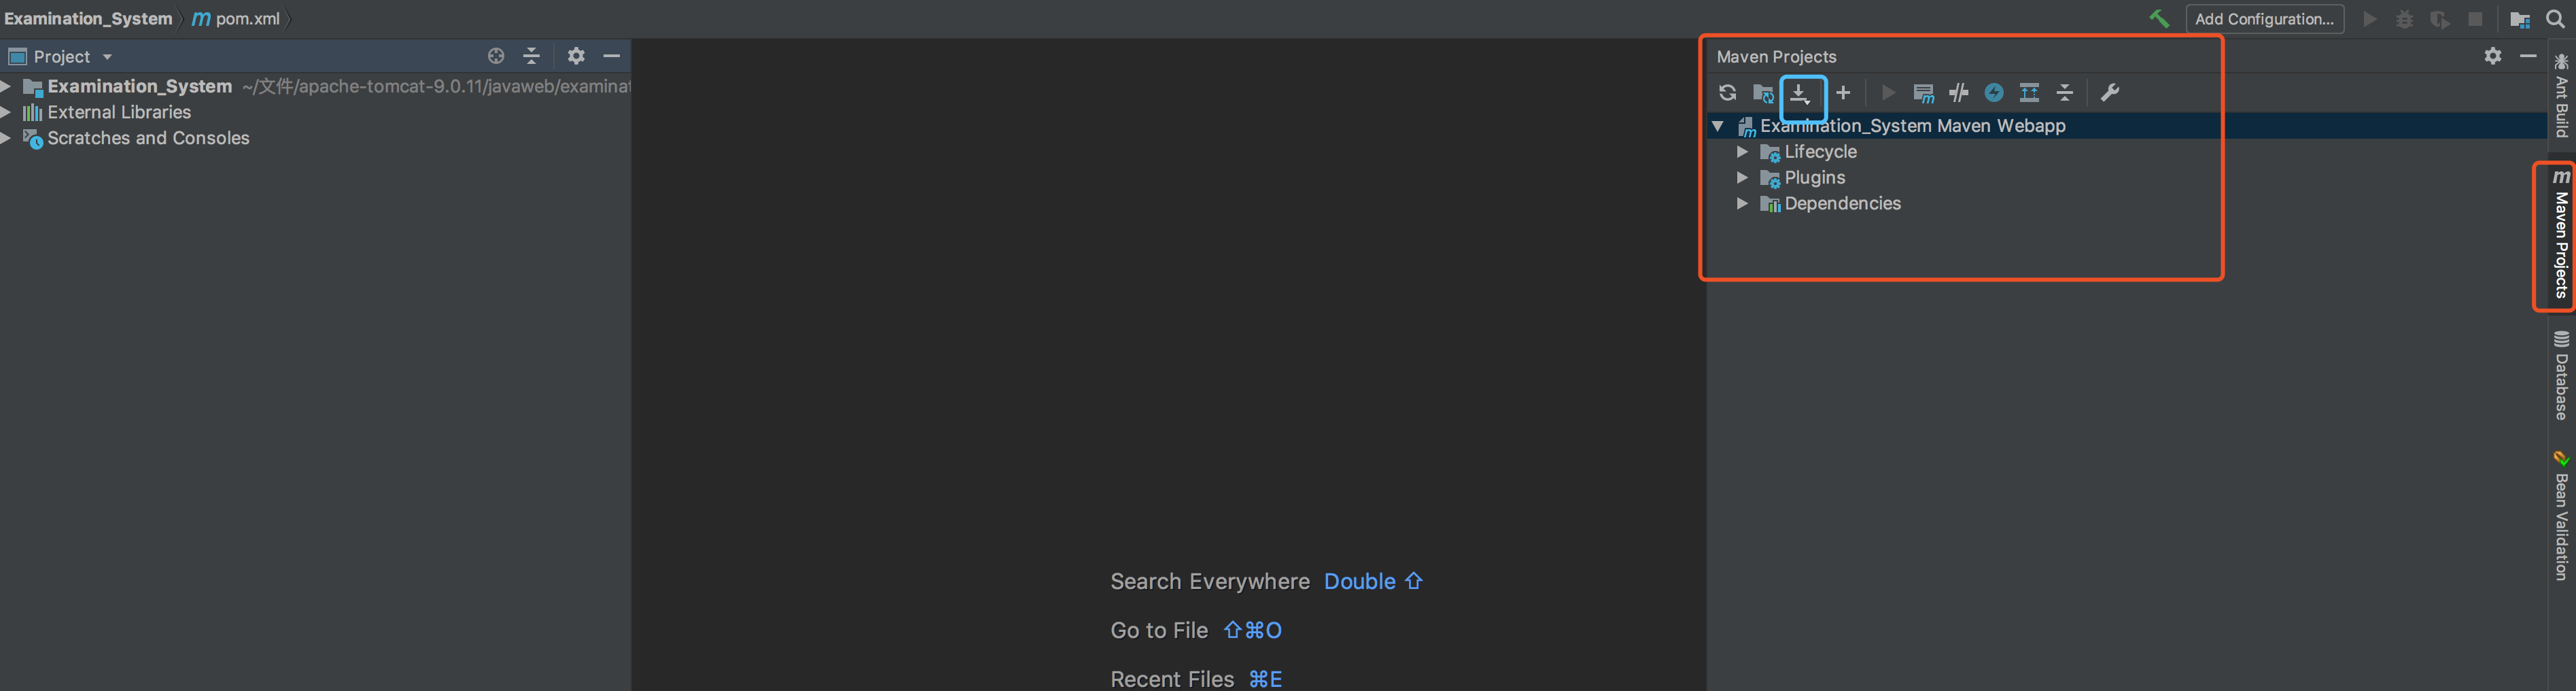 Examination_System
m pom.xml
Add Configuration...
Project
Examination_System ~/文件/apache-tomcat-9.0.11/javaweb/examinat
External Libraries
Scratches and Consoles
Search Everywhere Double ⇧
Go to File ⇧⌘O
Recent Files ⌘E
Maven Projects
Examination_System Maven Webapp
Lifecycle
Plugins
Dependencies
Ant Build
m Maven Projects
Database
Bean Validation